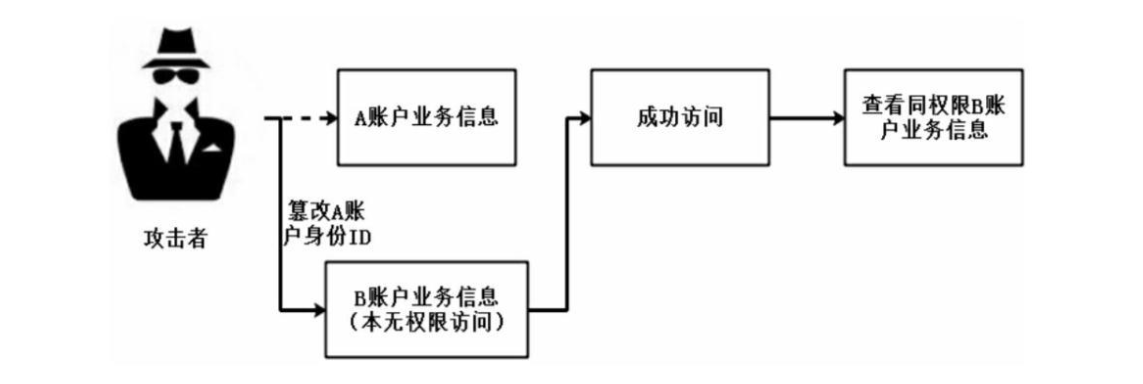 A账户业务信息
成功访问
查看同权限B账
户业务信息
篡改A账
户身份ID
攻击者
B账户业务信息
（本无权限访问）